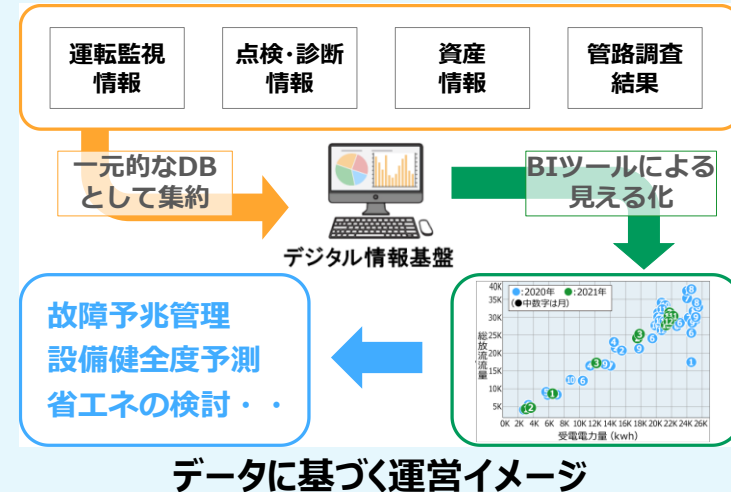 運転監視
情報
点検・診断
情報
資産
情報
管路調査
結果
一元的なDB
として集約
BIツールによる
見える化
デジタル情報基盤
故障予兆管理
設備健全度予測
省エネの検討・・
●:2020年 ●:2021年
(●中数字は月)
総放流流量
40K
35K
30K
25K
20K
15K
10K
5K
0K 2K 4K 6K 8K 10K 12K 14K 16K 18K 20K 22K 24K 26K
受電電力量(kwh)
データに基づく運営イメージ